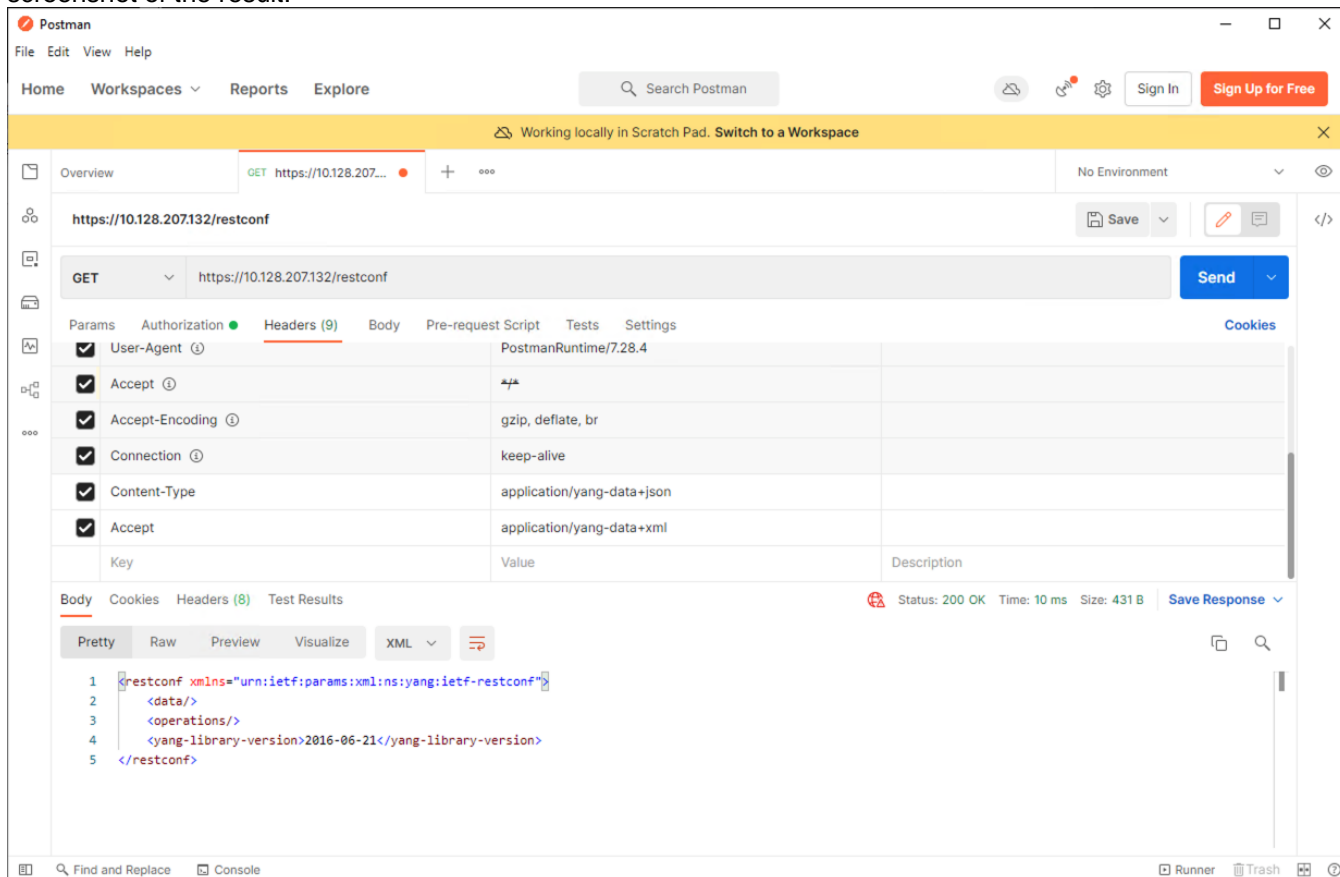 screenshot of the result.
Postman
File Edit View Help
Home Workspaces Reports Explore Search Postman Sign In Sign Up for Free
Working locally in Scratch Pad. Switch to a Workspace
Overview GET https://10.128.207.... No Environment
https://10.128.207.132/restconf Save </>
GET https://10.128.207.132/restconf Send
Params Authorization Headers (9) Body Pre-request Script Tests Settings Cookies
User-Agent PostmanRuntime/7.28.4
Accept */*
Accept-Encoding gzip, deflate, br
Connection keep-alive
Content-Type application/yang-data+json
Accept application/yang-data+xml
Key Value Description
Body Cookies Headers (8) Test Results Status: 200 OK Time: 10 ms Size: 431 B Save Response
Pretty Raw Preview Visualize XML
1 <restconf xmlns="urn:ietf:params:xml:ns:yang:ietf-restconf">
2 <data/>
3 <operations/>
4 <yang-library-version>2016-06-21</yang-library-version>
5 </restconf>
Find and Replace Console Runner Trash